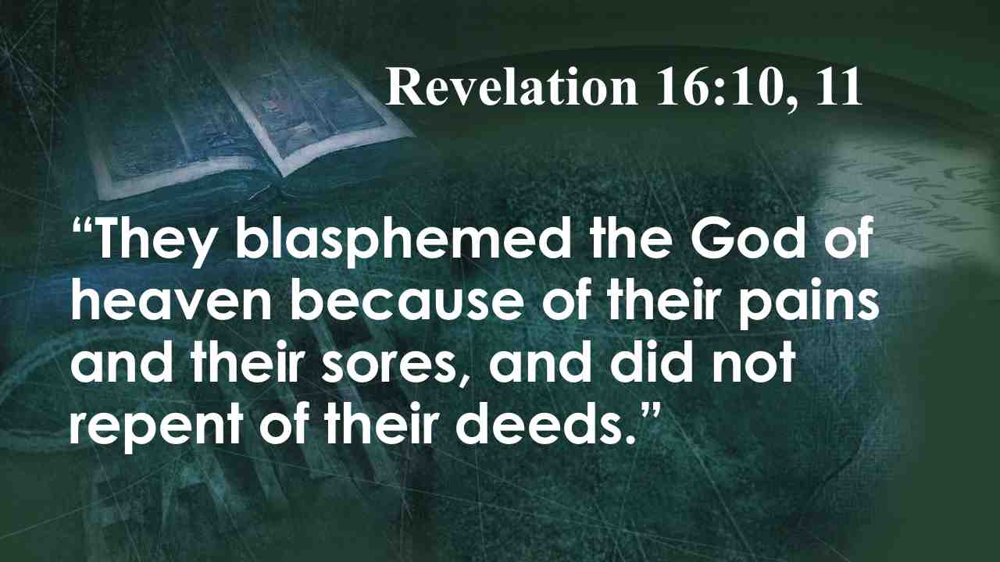 Revelation 16:10, 11
“They blasphemed the God of
heaven because of their pains
and their sores, and did not
repent of their deeds.”